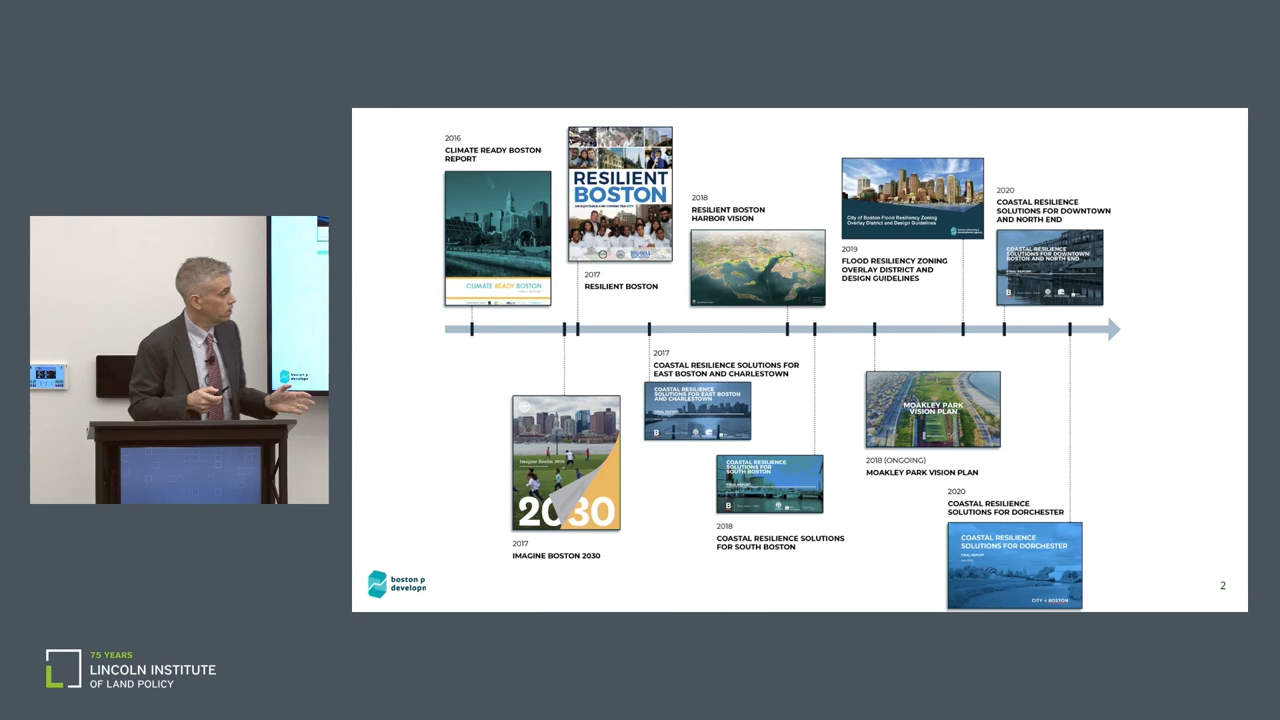 2016
CLIMATE READY BOSTON
REPORT
CLIMATE READY BOSTON
RESILIENT
BOSTON
2017
RESILIENT BOSTON
2018
RESILIENT BOSTON
HARBOR VISION
City of Boston Flood Resiliency Zoning
Overlay District and Design Guidelines
2019
FLOOD RESILIENCY ZONING
OVERLAY DISTRICT AND
DESIGN GUIDELINES
2020
COASTAL RESILIENCE
SOLUTIONS FOR DOWNTOWN
AND NORTH END
COASTAL RESILIENCE
SOLUTIONS FOR DOWNTOWN
BOSTON AND NORTH END
FINAL REPORT
B
2017
COASTAL RESILIENCE SOLUTIONS FOR
EAST BOSTON AND CHARLESTOWN
COASTAL RESILIENCE
SOLUTIONS FOR EAST BOSTON
AND CHARLESTOWN
FINAL REPORT
B
Imagine Boston 2030
2030
2017
IMAGINE BOSTON 2030
COASTAL RESILIENCE
SOLUTIONS FOR
SOUTH BOSTON
FINAL REPORT
B
2018
COASTAL RESILIENCE SOLUTIONS
FOR SOUTH BOSTON
MOAKLEY PARK
VISION PLAN
2018 (ONGOING)
MOAKLEY PARK VISION PLAN
2020
COASTAL RESILIENCE
SOLUTIONS FOR DORCHESTER
COASTAL RESILIENCE
SOLUTIONS FOR DORCHESTER
FINAL REPORT
CITY of BOSTON
boston p
developm
2
boston p
develop
75 YEARS
LINCOLN INSTITUTE
OF LAND POLICY